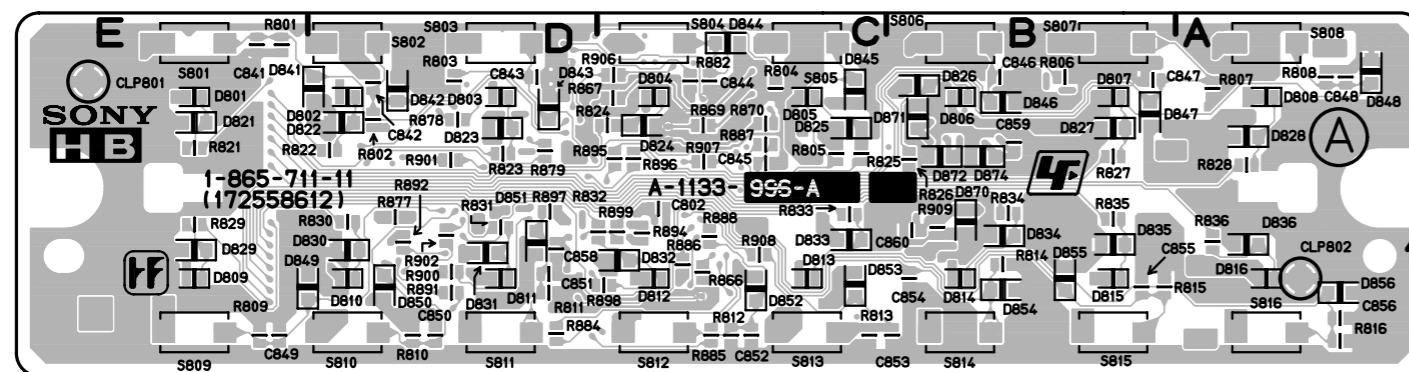 E D C B A
R801 S803 S804 D844 S806 S807 S808
S802
CLP801 S801 C841 D841 R803 C843 D843 R906 D804 R882 C844 R804 S805 D845 D826 C846 R806 D807 C847 R807 R808
R867
SONY D801 D842 D803 R824 R869 R870 D805 D871 D806 D846 D847 D808 C848 D848
HB D821 D802 R878 D823 R887 D825 C859 D827 D828 A
D822 C842
R821 R822 R802 R901 R823 R879 R895 D824 R896 R907 C845 R805 R825 D872 D874 R827 R828
1-865-711-11 A-1133- 996-A
(172558612)
R892 R877 R831 D851 R897 R832 C802 R833 R826 D870 R834 R835
R829 R830 R899 R894 R888 R909 R836
D829 D830 R902 C858 D832 R886 R908 D833 C860 D834 D855 D835 C855 D836 CLP802
D849 R900 C851 D813 D853 R814
D809 R891 D811 R866 D814 D815 R815 D816 D856
R809 D810 D850 D831 R811 R898 D812 D852 C854 D854 S816 C856
C850 R812 R813 R816
S809 C849 S810 R810 S811 R884 S812 R885 C852 S813 C853 S814 S815